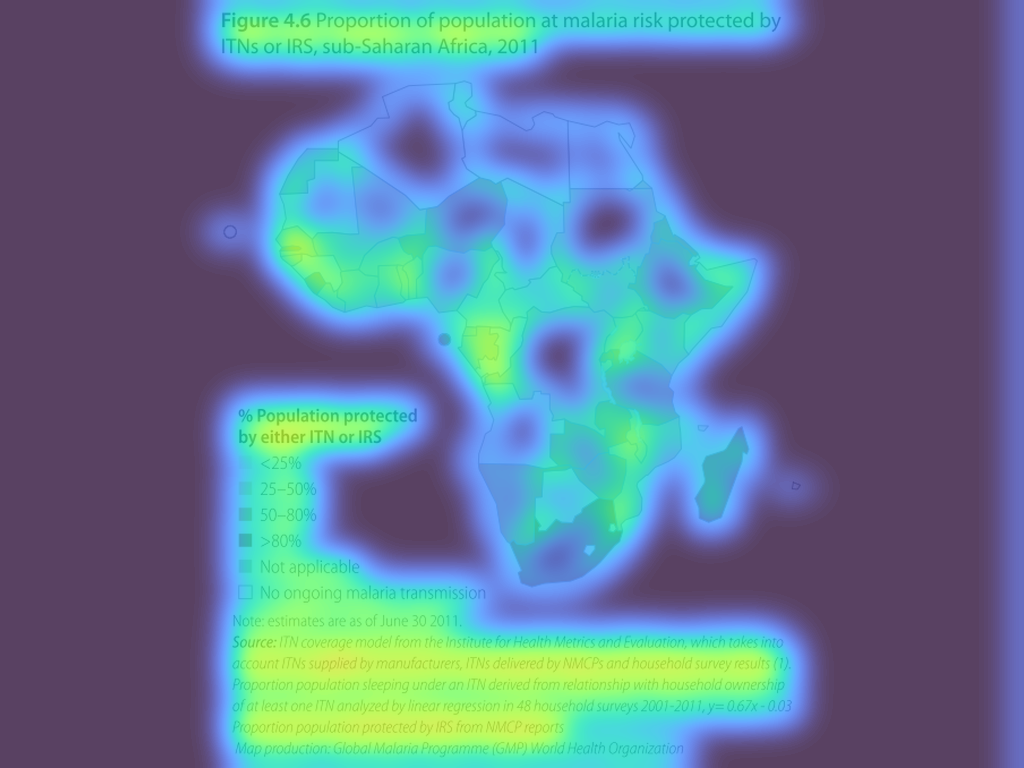 Figure 4.6 Proportion of population at malaria risk protected by
ITNs or IRS, sub-Saharan Africa, 2011
% Population protected
by either ITN or IRS
<25%
25–50%
50–80%
>80%
Not applicable
No ongoing malaria transmission
Note: estimates are as of June 30 2011.
Source: ITN coverage model from the Institute for Health Metrics and Evaluation, which takes into
account ITNs supplied by manufacturers, ITNs delivered by NMCPs and household survey results (1).
Proportion population sleeping under an ITN derived from relationship with household ownership
of at least one ITN analyzed by linear regression in 48 household surveys 2001-2011, y= 0.67x - 0.03
Proportion population protected by IRS from NMCP reports
Map production: Global Malaria Programme (GMP) World Health Organization